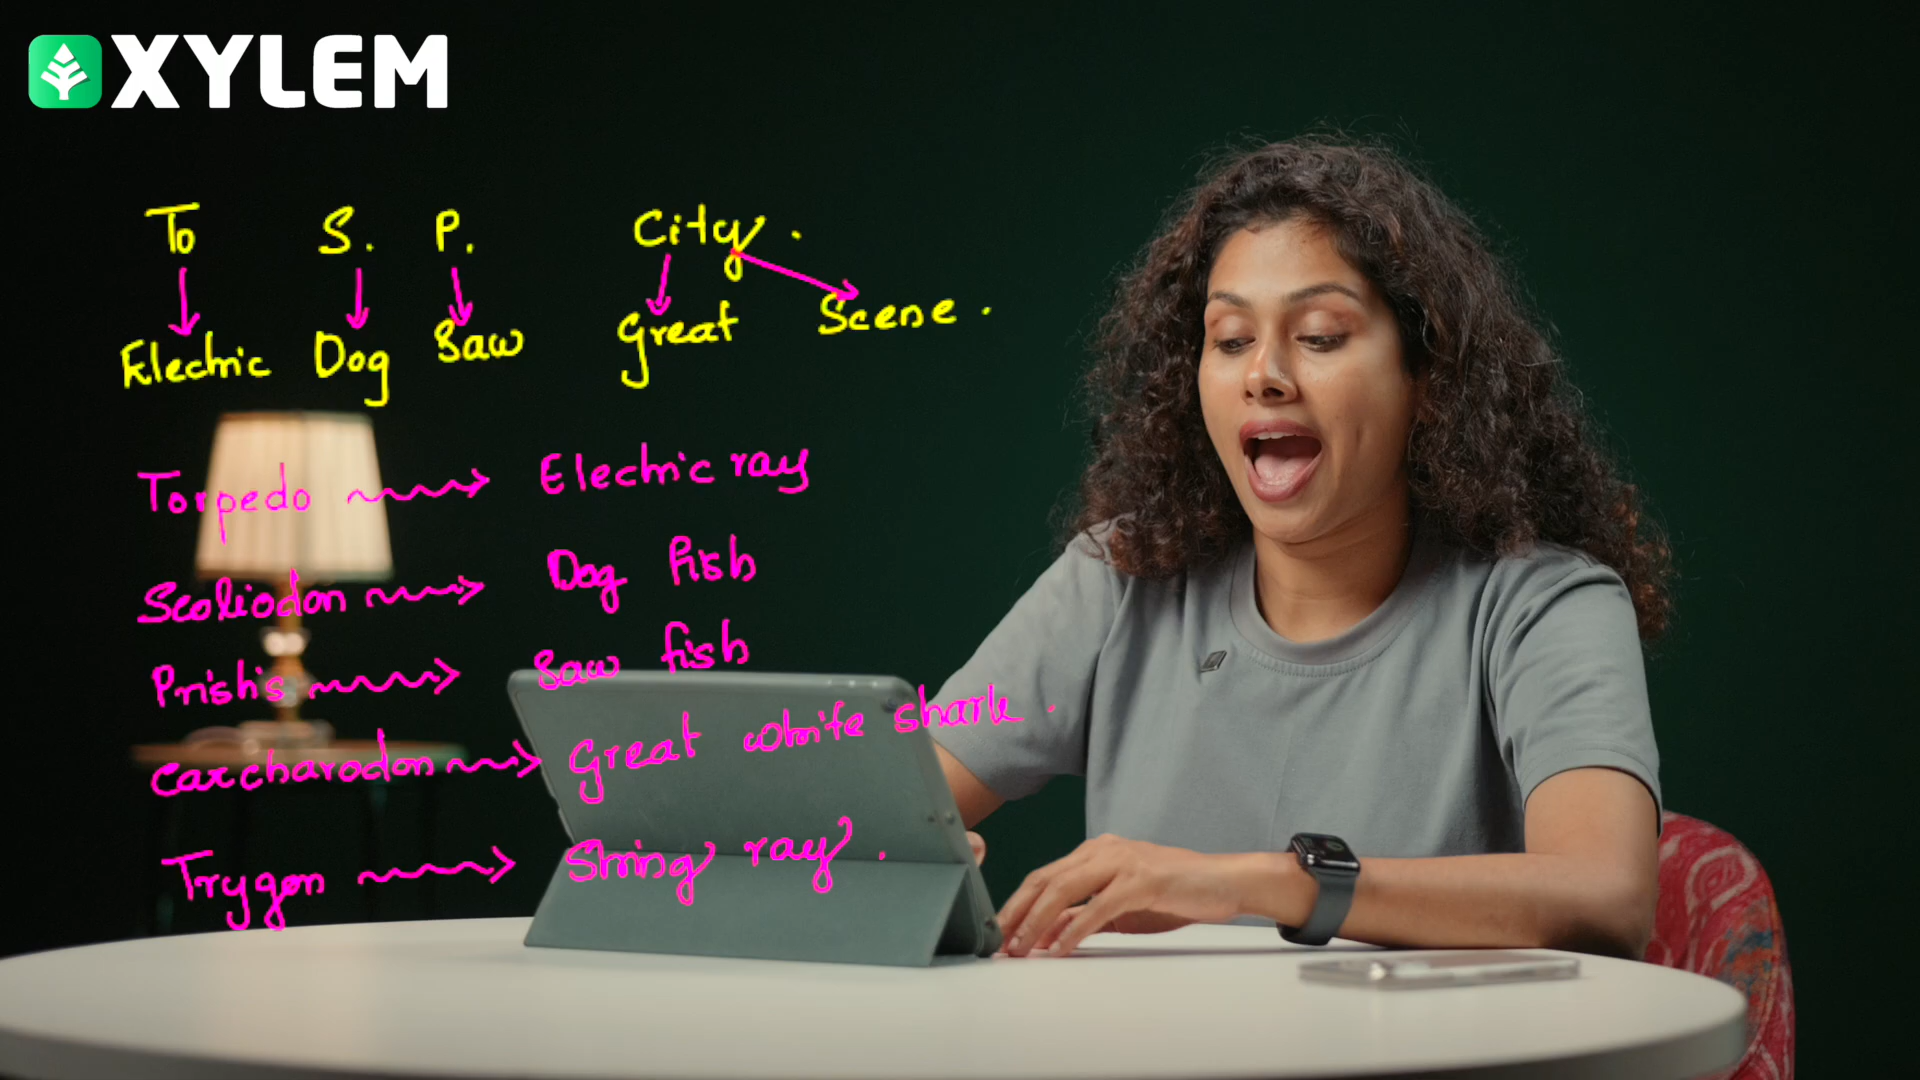 XYLEM
To S. P. City.
Electric Dog Saw Great Scene.
Torpedo Electric ray
Scoliodon Dog fish
Pristis Saw fish
Carcharodon Great white shark.
Trygon String ray.